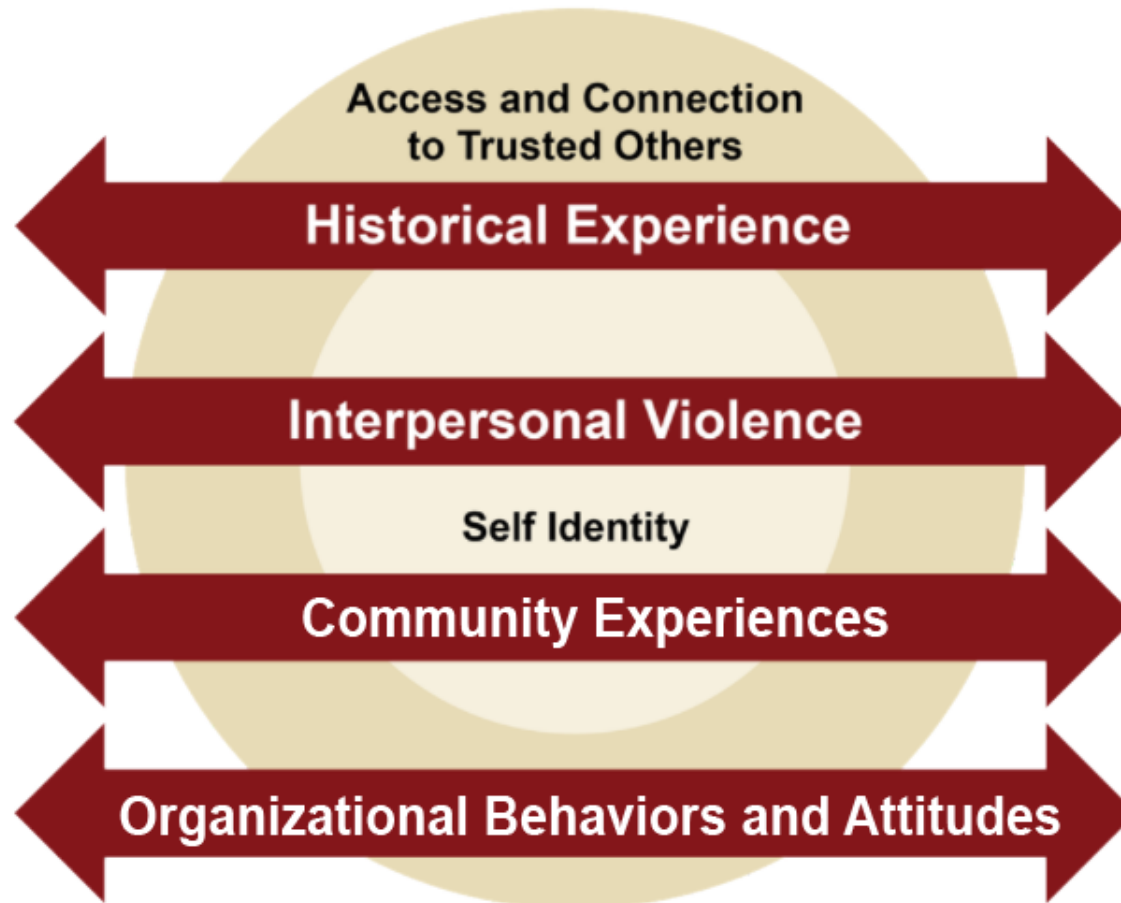 Access and Connection
to Trusted Others
Historical Experience
Interpersonal Violence
Self Identity
Community Experiences
Organizational Behaviors and Attitudes